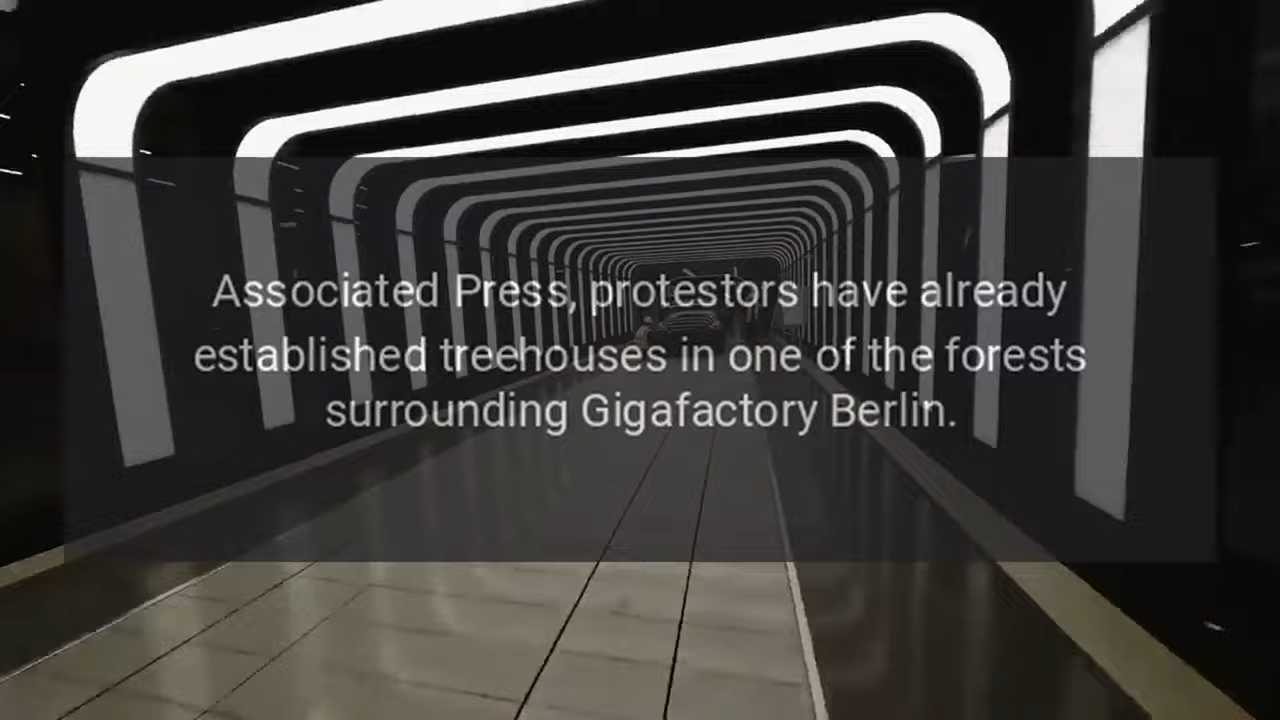 Associated Press, protestors have already
established treehouses in one of the forests
surrounding Gigafactory Berlin.